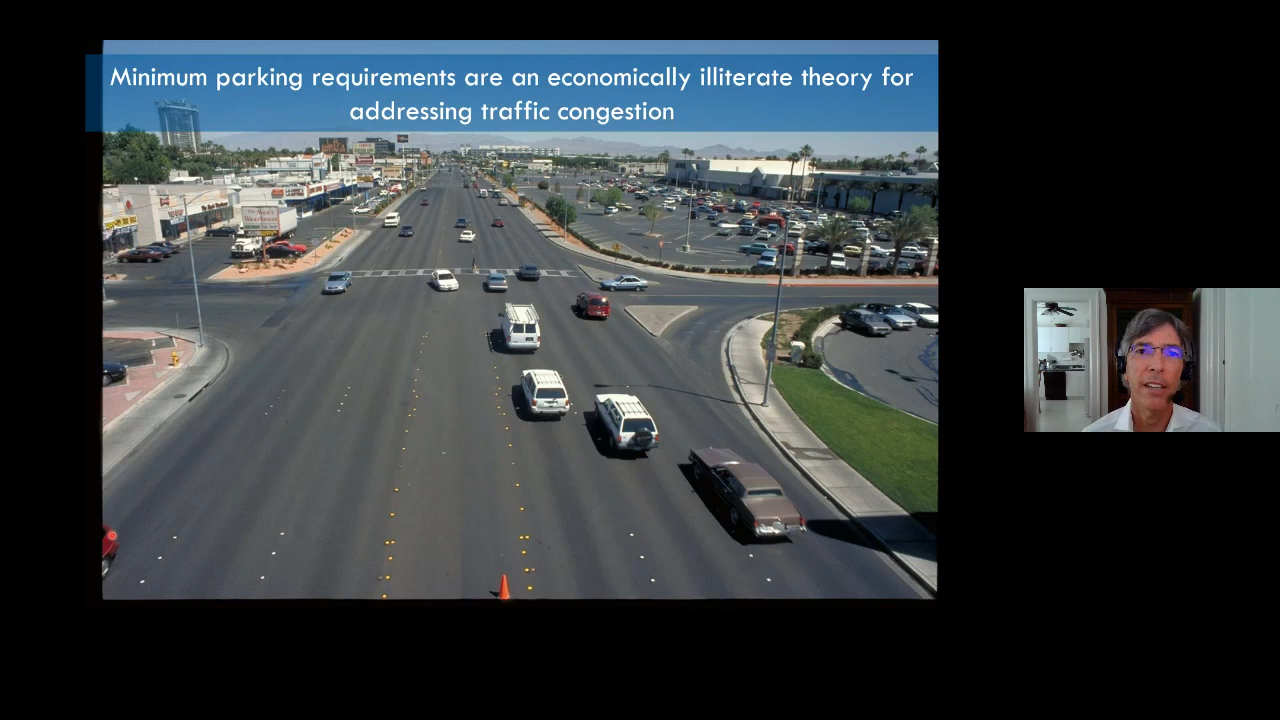 Minimum parking requirements are an economically illiterate theory for
addressing traffic congestion